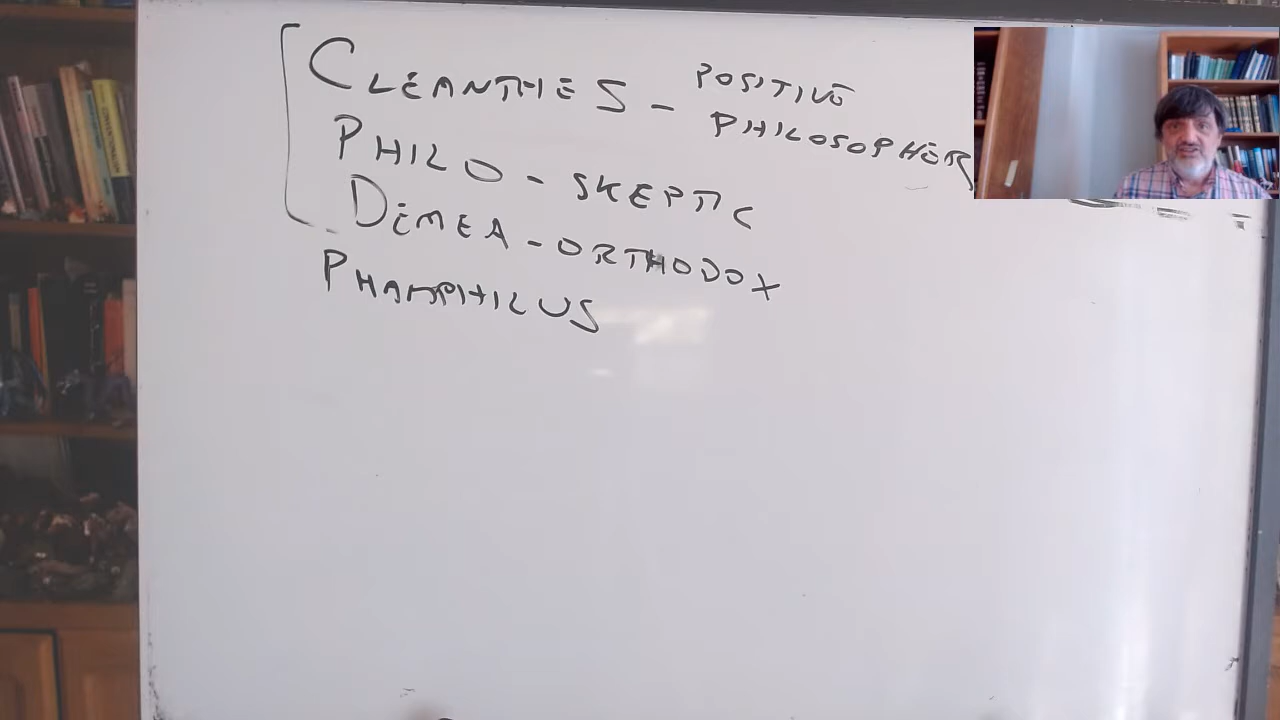 CLEANTHES - POSITIVE
PHILOSOPHER
PHILO - SKEPTIC
DEMEA - ORTHODOX
PHAMPHILUS